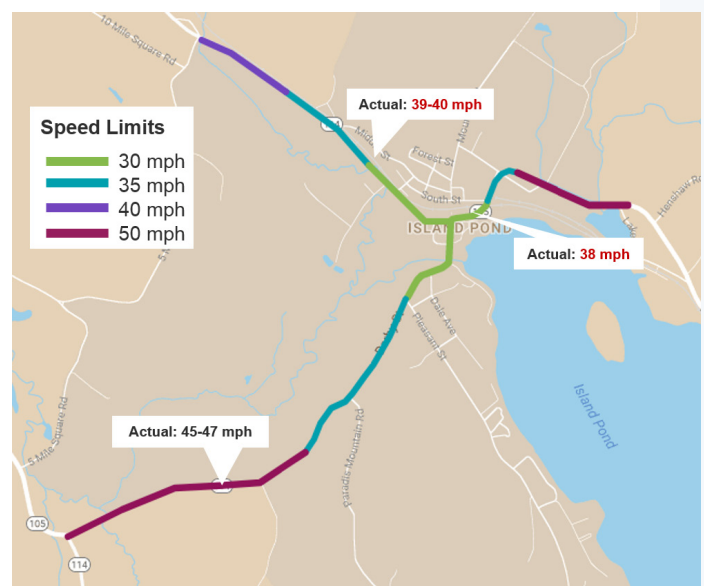 10 Mile Square Rd
Actual: 39-40 mph
Speed Limits
30 mph
35 mph
40 mph
50 mph
Forest St
South St
ISLAND POND
Henshaw Rd
Actual: 38 mph
Dale Ave
Pleasant St
Island Pond
Actual: 45-47 mph
5 Mile Square Rd
Paradis Mountain Rd
105
114